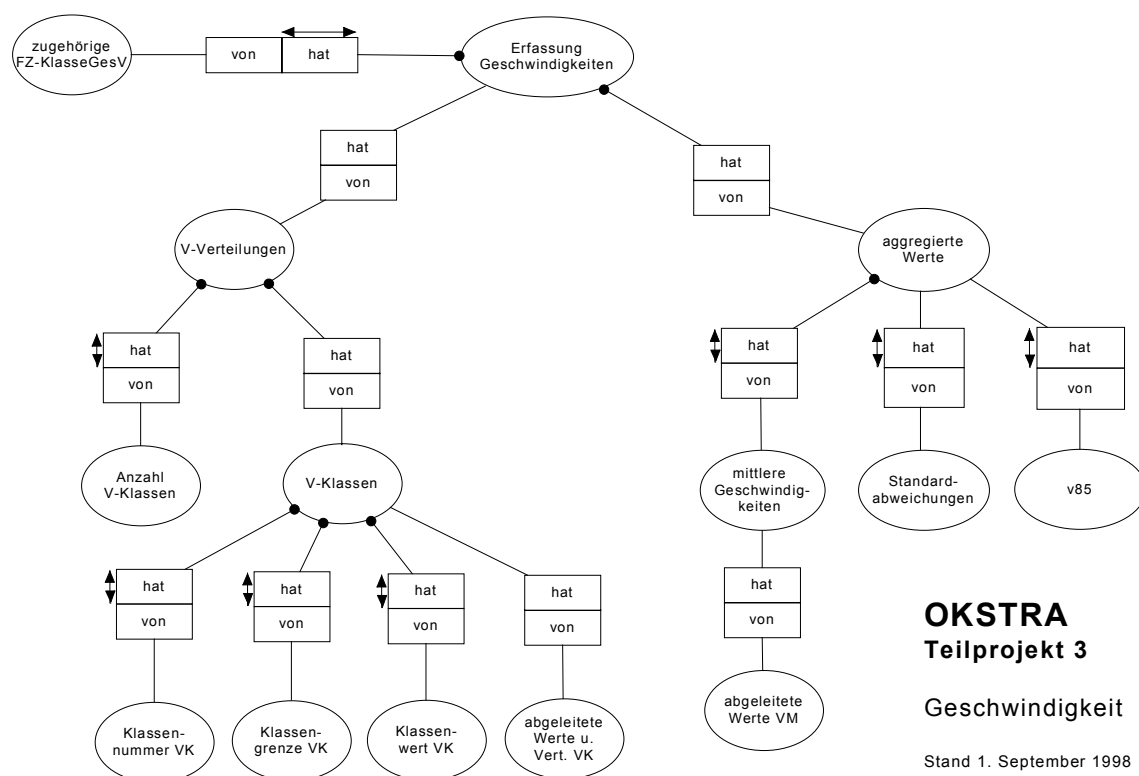 zugehörige
FZ-KlasseGesV
von
hat
Erfassung
Geschwindigkeiten
hat
von
hat
von
V-Verteilungen
aggregierte
Werte
hat
von
hat
von
hat
von
hat
von
hat
von
Anzahl
V-Klassen
V-Klassen
mittlere
Geschwindig-
keiten
Standard-
abweichungen
v85
hat
von
hat
von
hat
von
hat
von
hat
von
Klassen-
nummer VK
Klassen-
grenze VK
Klassen-
wert VK
abgeleitete
Werte u.
Vert. VK
abgeleitete
Werte VM
OKSTRA
Teilprojekt 3
Geschwindigkeit
Stand 1. September 1998